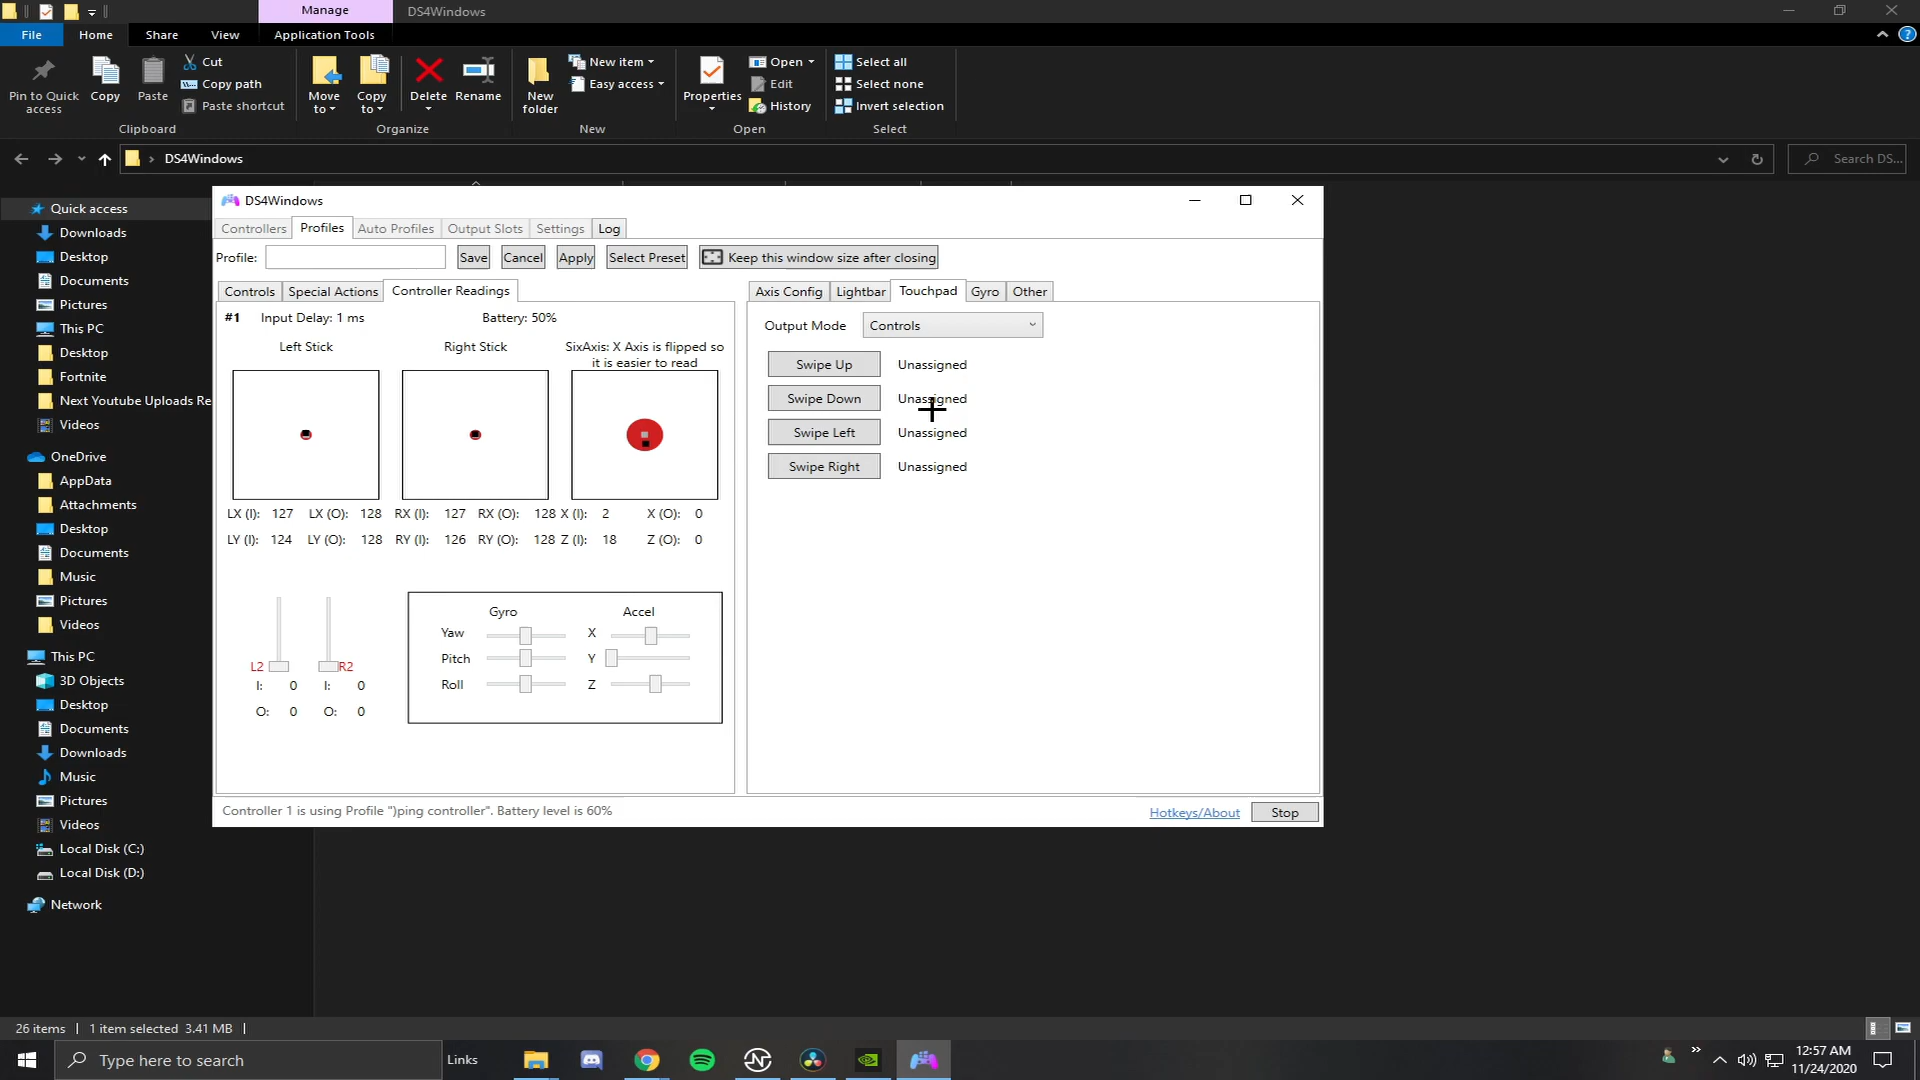 Manage
DS4Windows
File
Home
Share
View
Application Tools
Pin to Quick access
Copy
Paste
Cut
Copy path
Paste shortcut
Clipboard
Move to
Copy to
Delete
Rename
Organize
New folder
New item
Easy access
New
Properties
Open
Edit
History
Open
Select all
Select none
Invert selection
Select
DS4Windows
Search DS...
Quick access
Downloads
Desktop
Documents
Pictures
This PC
Desktop
Fortnite
Next Youtube Uploads Re
Videos
OneDrive
AppData
Attachments
Desktop
Documents
Music
Pictures
Videos
This PC
3D Objects
Desktop
Documents
Downloads
Music
Pictures
Videos
Local Disk (C:)
Local Disk (D:)
Network
DS4Windows
Controllers
Profiles
Auto Profiles
Output Slots
Settings
Log
Profile:
Save
Cancel
Apply
Select Preset
Keep this window size after closing
Controls
Special Actions
Controller Readings
#1 Input Delay: 1 ms Battery: 50%
Left Stick
Right Stick
SixAxis: X Axis is flipped so
it is easier to read
LX (I): 127 LX (O): 128 RX (I): 127 RX (O): 128 X (I): 2 X (O): 0
LY (I): 124 LY (O): 128 RY (I): 126 RY (O): 128 Z (I): 18 Z (O): 0
L2 R2
I: 0 I: 0
O: 0 O: 0
Gyro Accel
Yaw X
Pitch Y
Roll Z
Axis Config
Lightbar
Touchpad
Gyro
Other
Output Mode Controls
Swipe Up Unassigned
Swipe Down Unassigned
Swipe Left Unassigned
Swipe Right Unassigned
Controller 1 is using Profile ")ping controller". Battery level is 60%
Hotkeys/About
Stop
26 items
1 item selected 3.41 MB
Type here to search
Links
12:57 AM
11/24/2020